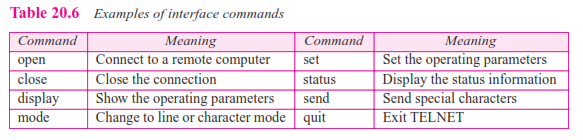 Table 20.6 Examples of interface commands
Command Meaning Command Meaning
open Connect to a remote computer set Set the operating parameters
close Close the connection status Display the status information
display Show the operating parameters send Send special characters
mode Change to line or character mode quit Exit TELNET